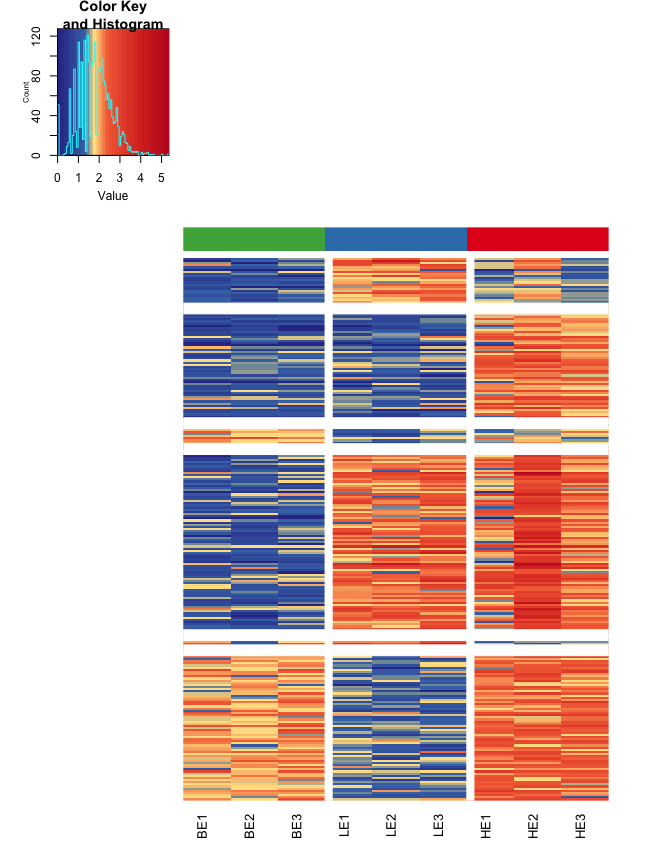 Color Key
and Histogram
Count
0 40 80 120
0 1 2 3 4 5
Value
BE1 BE2 BE3 LE1 LE2 LE3 HE1 HE2 HE3